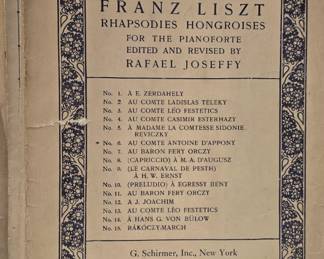 FRANZ LISZT
RHAPSODIES HONGROISES
FOR THE PIANOFORTE
EDITED AND REVISED BY
RAFAEL JOSEFFY
No. 1. À E. ZERDAHELY
No. 2. AU COMTE LADISLAS TELEKY
No. 3. AU COMTE LÉO FESTETICS
No. 4. AU COMTE CASIMIR ESTERHAZY
No. 5. À MADAME LA COMTESSE SIDONIE
REVICZKY
* No. 6. AU COMTE ANTOINE D'APPONY
No. 7. AU BARON FERY ORCZY
No. 8. (CAPRICCIO) À M. A. D'AUGUSZ
No. 9. (LE CARNAVAL DE PESTH)
À H. W. ERNST
No. 10. (PRELUDIO) À EGRESSY BENY
No. 11. AU BARON FERY ORCZY
No. 12. A J. JOACHIM
No. 13. AU COMTE LÉO FESTETICS
No. 14. À HANS G. VON BÜLOW
No. 15. RÁKÓCZY-MARCH
G. Schirmer, Inc., New York